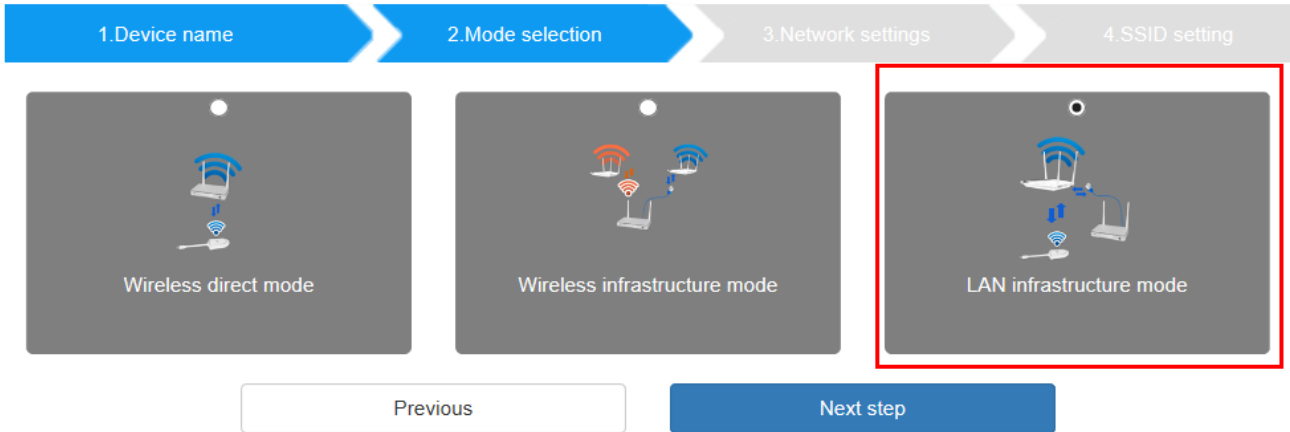 1.Device name
2.Mode selection
3.Network settings
4.SSID setting
Wireless direct mode
Wireless infrastructure mode
LAN infrastructure mode
Previous
Next step